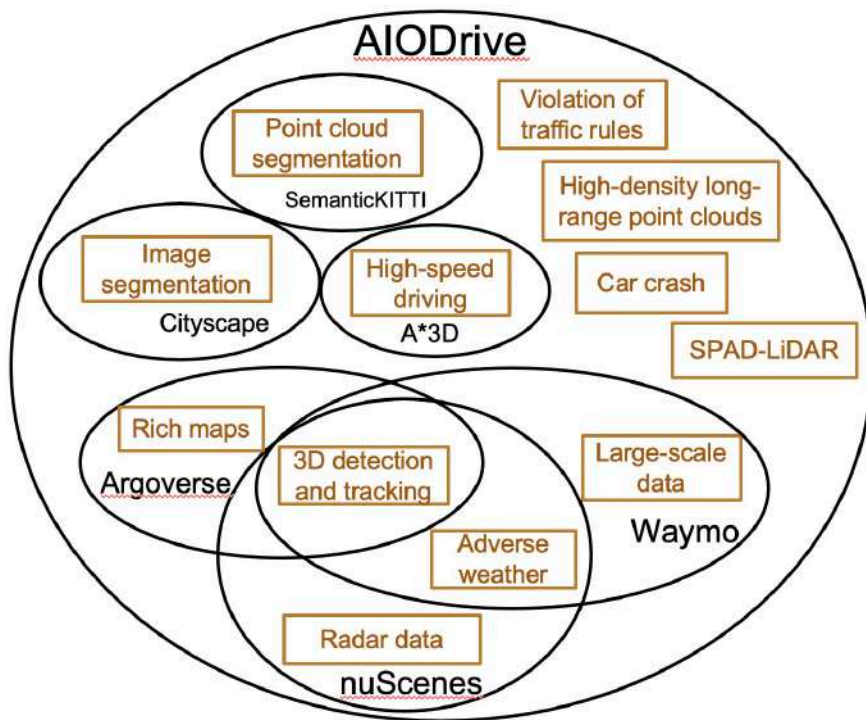 AIODrive
Point cloud
segmentation
SemanticKITTI
Violation of
traffic rules
High-density long-
range point clouds
Image
segmentation
Cityscape
High-speed
driving
A*3D
Car crash
SPAD-LiDAR
Rich maps
Argoverse
3D detection
and tracking
Large-scale
data
Waymo
Adverse
weather
Radar data
nuScenes